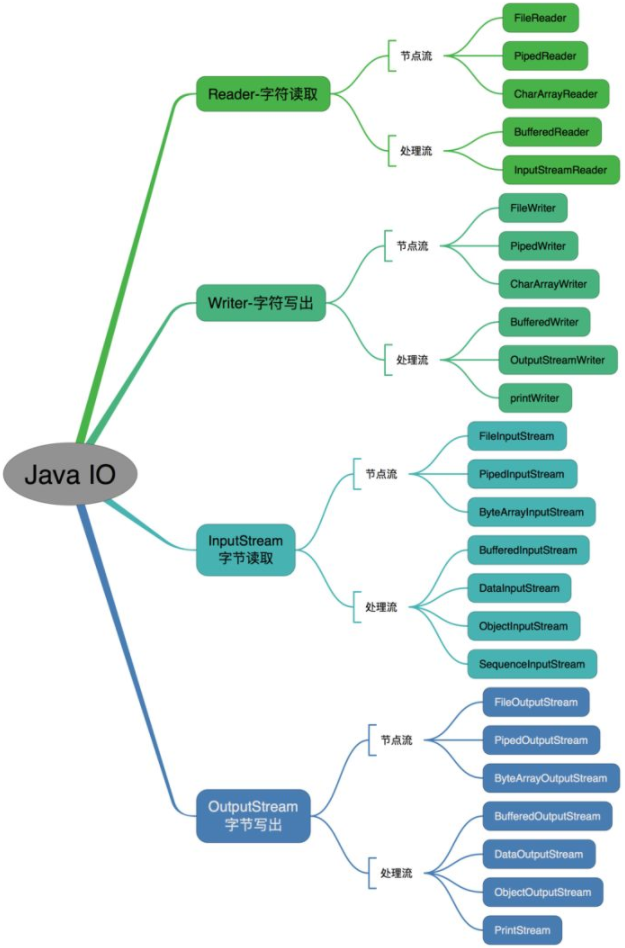 Java IO
Reader-字符读取
节点流
FileReader
PipedReader
CharArrayReader
处理流
BufferedReader
InputStreamReader
Writer-字符写出
节点流
FileWriter
PipedWriter
CharArrayWriter
处理流
BufferedWriter
OutputStreamWriter
printWriter
InputStream
字节读取
节点流
FileInputStream
PipedInputStream
ByteArrayInputStream
处理流
BufferedInputStream
DataInputStream
ObjectInputStream
SequenceInputStream
OutputStream
字节写出
节点流
FileOutputStream
PipedOutputStream
ByteArrayOutputStream
处理流
BufferedOutputStream
DataOutputStream
ObjectOutputStream
PrintStream